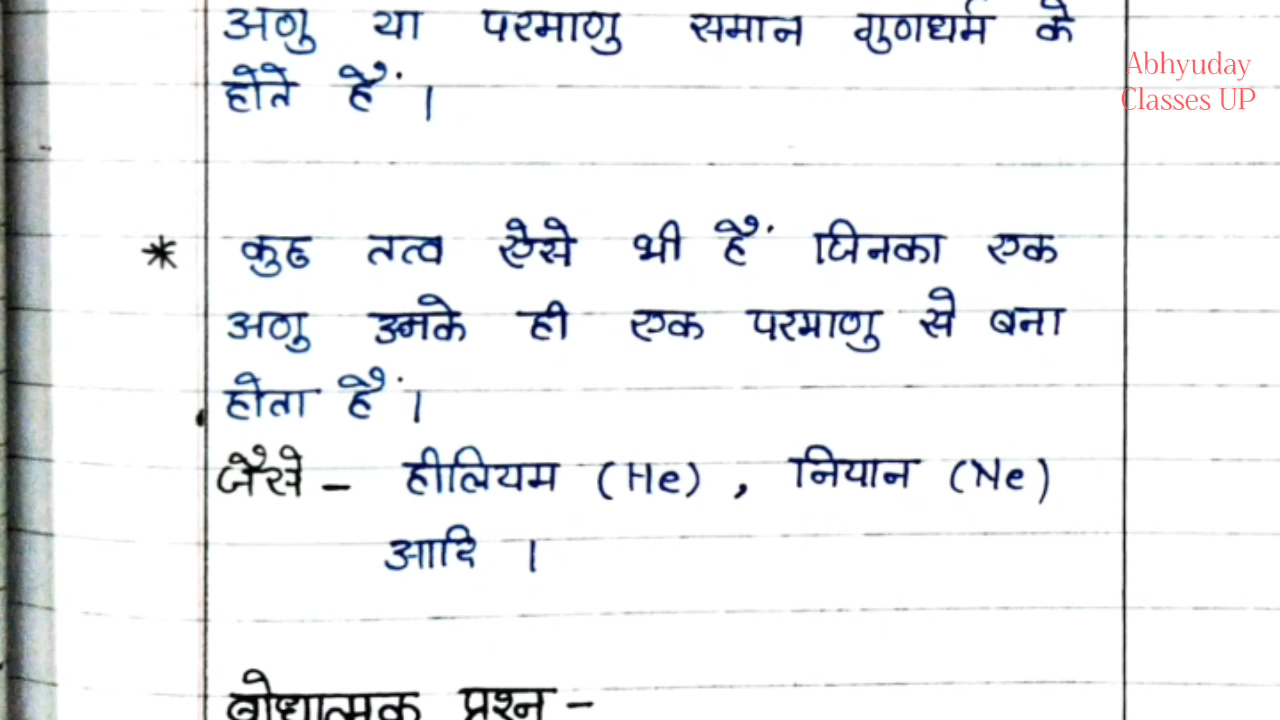 अणु या परमाणु समान गुणधर्म के
होते हैं।
Abhyuday
Classes UP
* कुछ तत्व ऐसे भी हैं जिनका एक
अणु उनके ही एक परमाणु से बना
होता हैं।
जैसे - हीलियम (He) , नियान (Ne)
आदि ।
बोधात्मक प्रश्न -